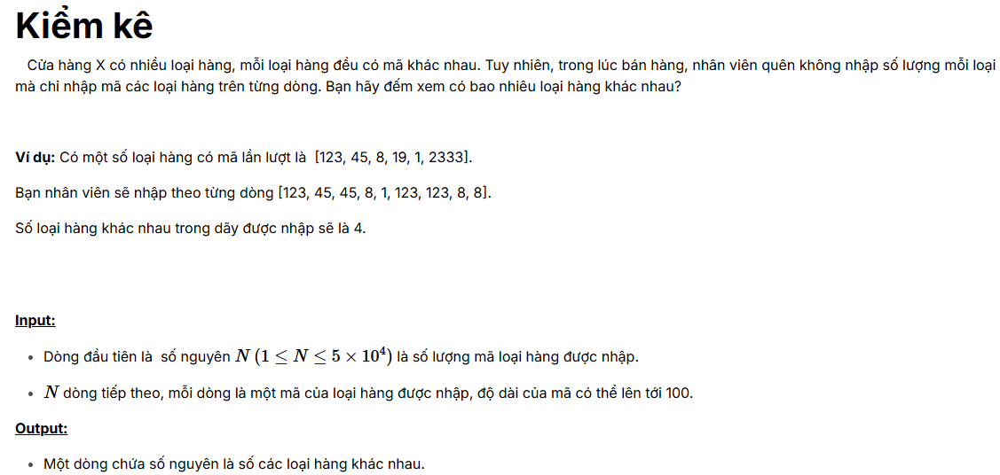 Kiểm kê
Cửa hàng X có nhiều loại hàng, mỗi loại hàng đều có mã khác nhau. Tuy nhiên, trong lúc bán hàng, nhân viên quên không nhập số lượng mỗi loại
mà chỉ nhập mã các loại hàng trên từng dòng. Bạn hãy đếm xem có bao nhiêu loại hàng khác nhau?
Ví dụ: Có một số loại hàng có mã lần lượt là [123, 45, 8, 19, 1, 2333].
Bạn nhân viên sẽ nhập theo từng dòng [123, 45, 45, 8, 1, 123, 123, 8, 8].
Số loại hàng khác nhau trong dãy được nhập sẽ là 4.
Input:
• Dòng đầu tiên là số nguyên N (1 ≤ N ≤ 5 × 10⁴) là số lượng mã loại hàng được nhập.
• N dòng tiếp theo, mỗi dòng là một mã của loại hàng được nhập, độ dài của mã có thể lên tới 100.
Output:
• Một dòng chứa số nguyên là số các loại hàng khác nhau.